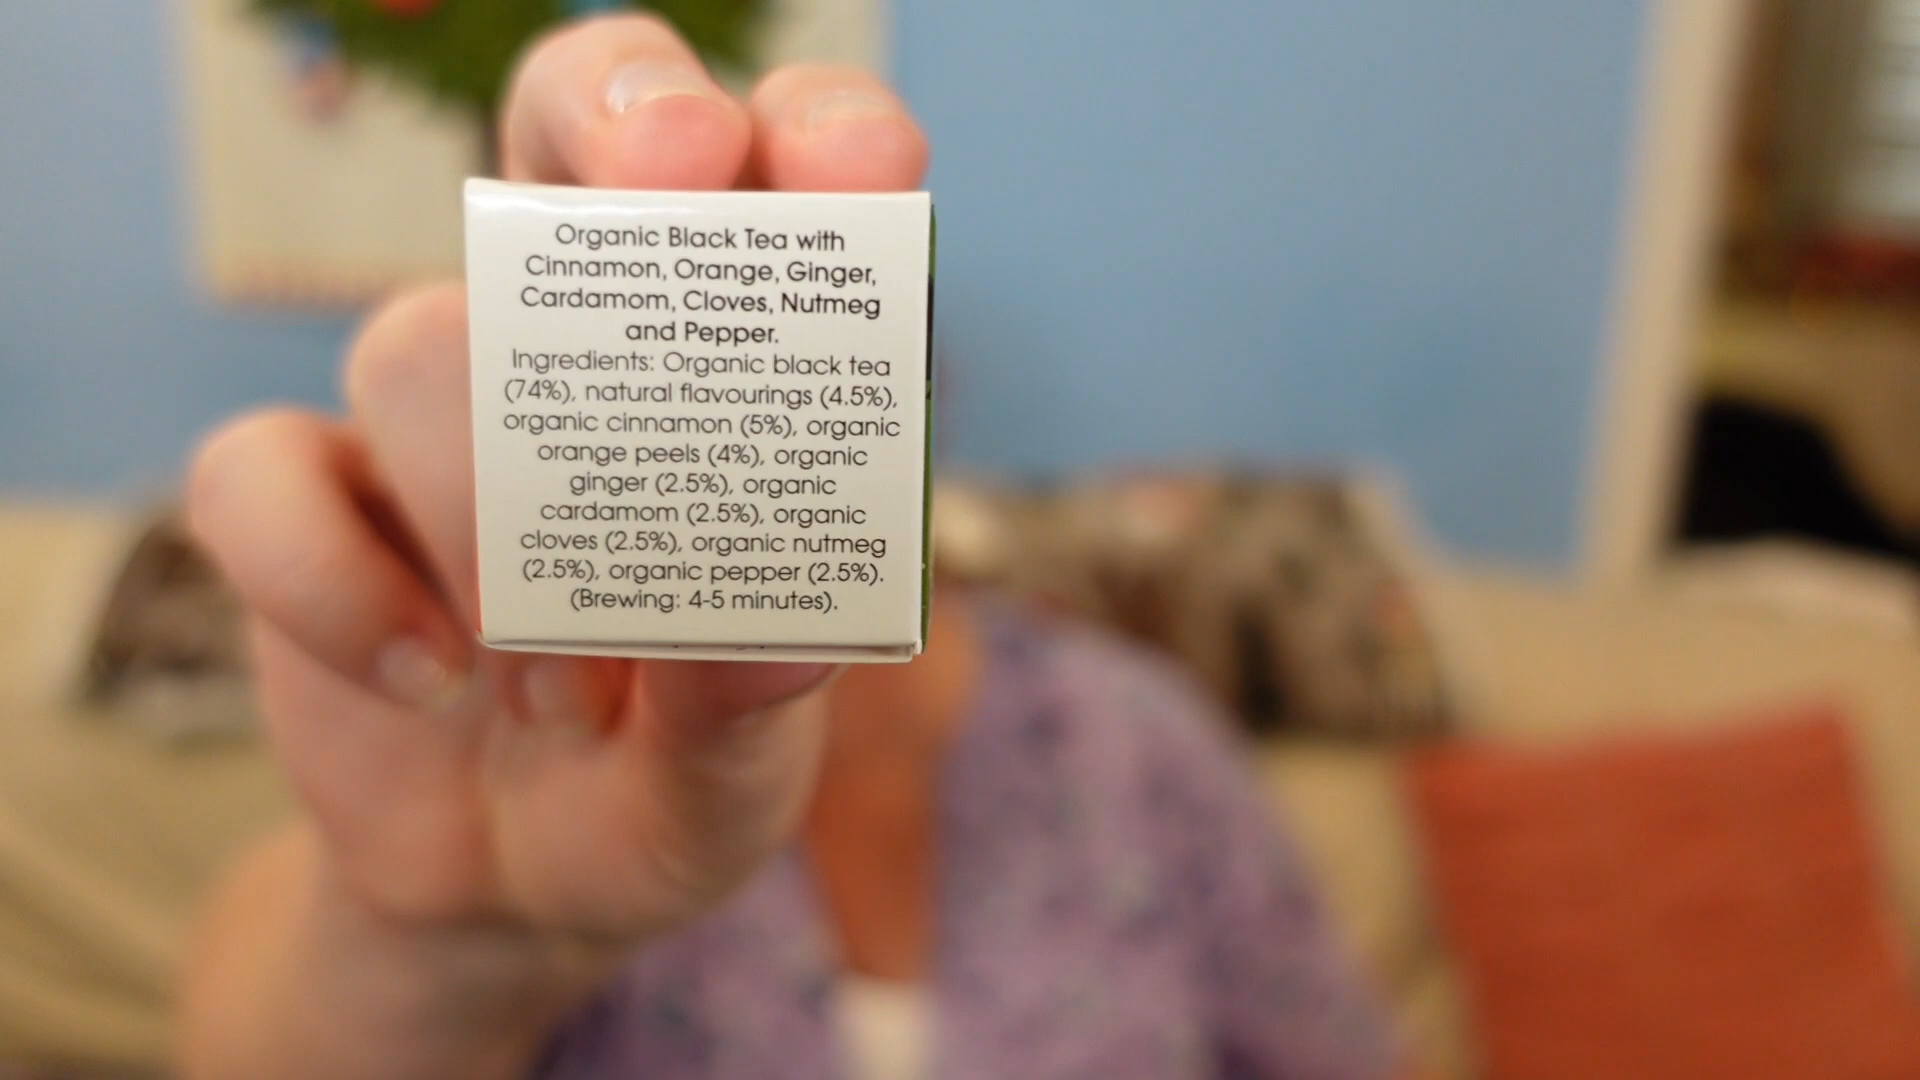 Organic Black Tea with
Cinnamon, Orange, Ginger,
Cardamom, Cloves, Nutmeg
and Pepper.
Ingredients: Organic black tea
(74%), natural flavourings (4.5%),
organic cinnamon (5%), organic
orange peels (4%), organic
ginger (2.5%), organic
cardamom (2.5%), organic
cloves (2.5%), organic nutmeg
(2.5%), organic pepper (2.5%).
(Brewing: 4-5 minutes).